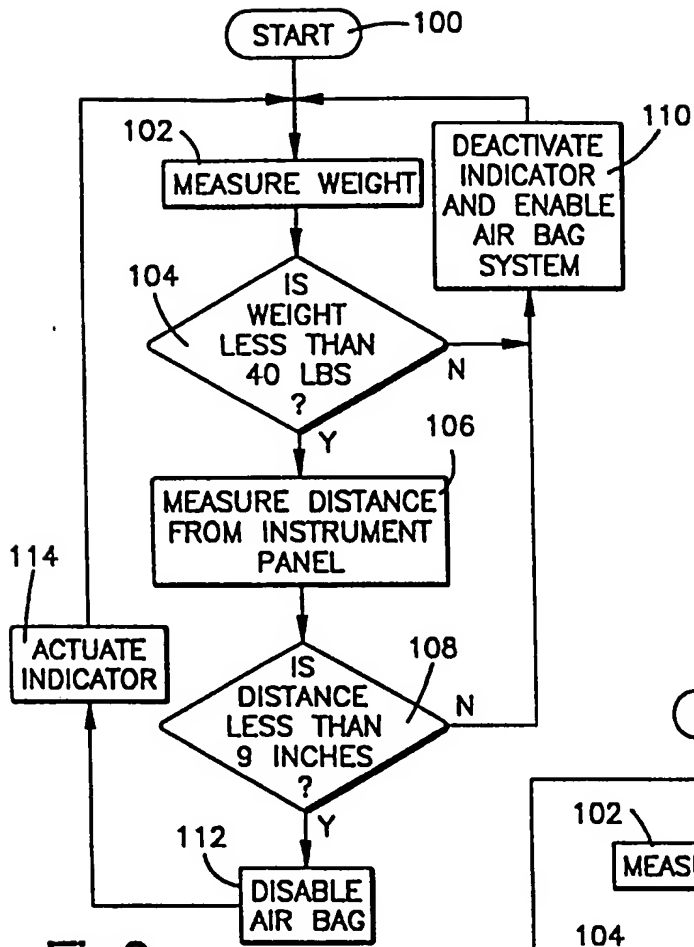 START
100
102
MEASURE WEIGHT
110
DEACTIVATE
INDICATOR
AND ENABLE
AIR BAG
SYSTEM
104
IS
WEIGHT
LESS THAN
40 LBS
?
N
Y
106
MEASURE DISTANCE
FROM INSTRUMENT
PANEL
114
ACTUATE
INDICATOR
108
IS
DISTANCE
LESS THAN
9 INCHES
?
N
Y
112
DISABLE
AIR BAG
102
MEASU
104